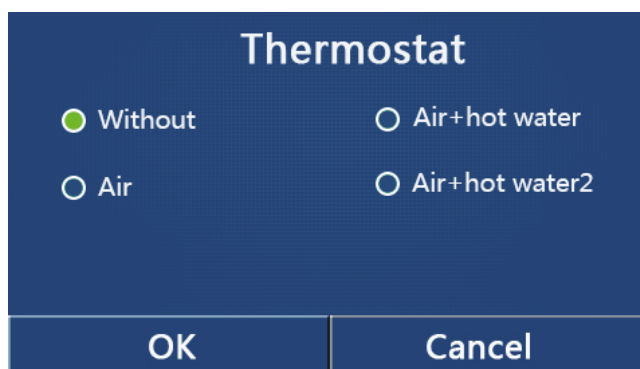 Thermostat
Without
Air+hot water
Air
Air+hot water2
OK
Cancel